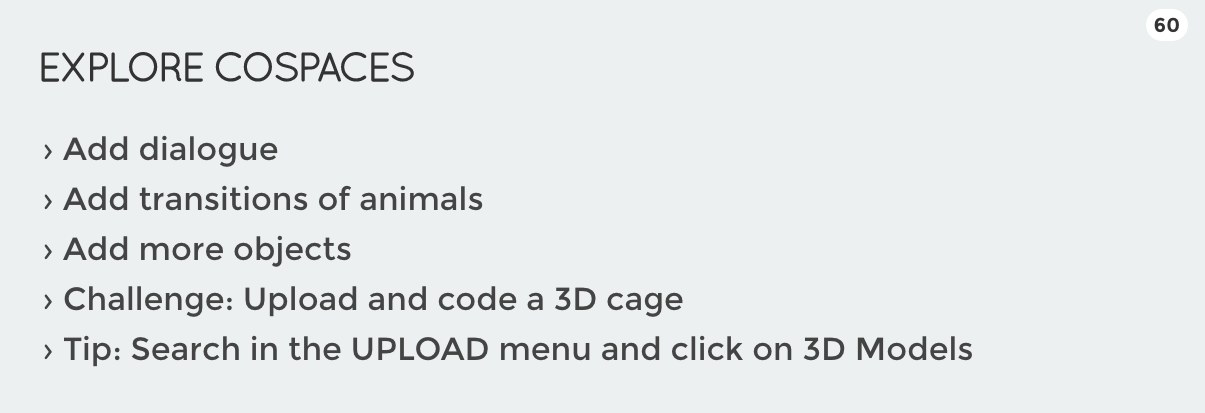 60
EXPLORE COSPACES
› Add dialogue
› Add transitions of animals
› Add more objects
› Challenge: Upload and code a 3D cage
› Tip: Search in the UPLOAD menu and click on 3D Models